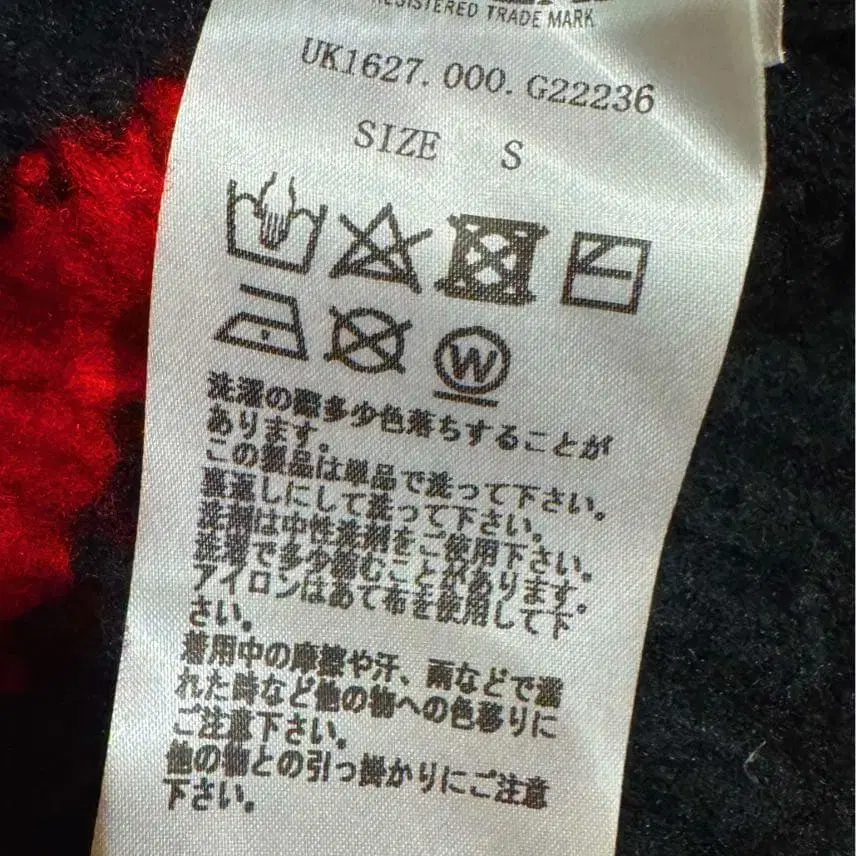 REGISTERED TRADE MARK
UK1627.000.G22236
SIZE S
W
洗濯の際多少色落ちすることが
あります。
この製品は単品で洗って下さい。
裏返しにして洗って下さい。
洗剤は中性洗剤をご使用下さい。
洗濯で多少縮むことがあります。
アイロンはあて布を使用して下
さい。
着用中の摩擦や汗、雨などで濡
れた時など他の物への色移りに
ご注意下さい。
他の物との引っ掛かりにご注意
下さい。